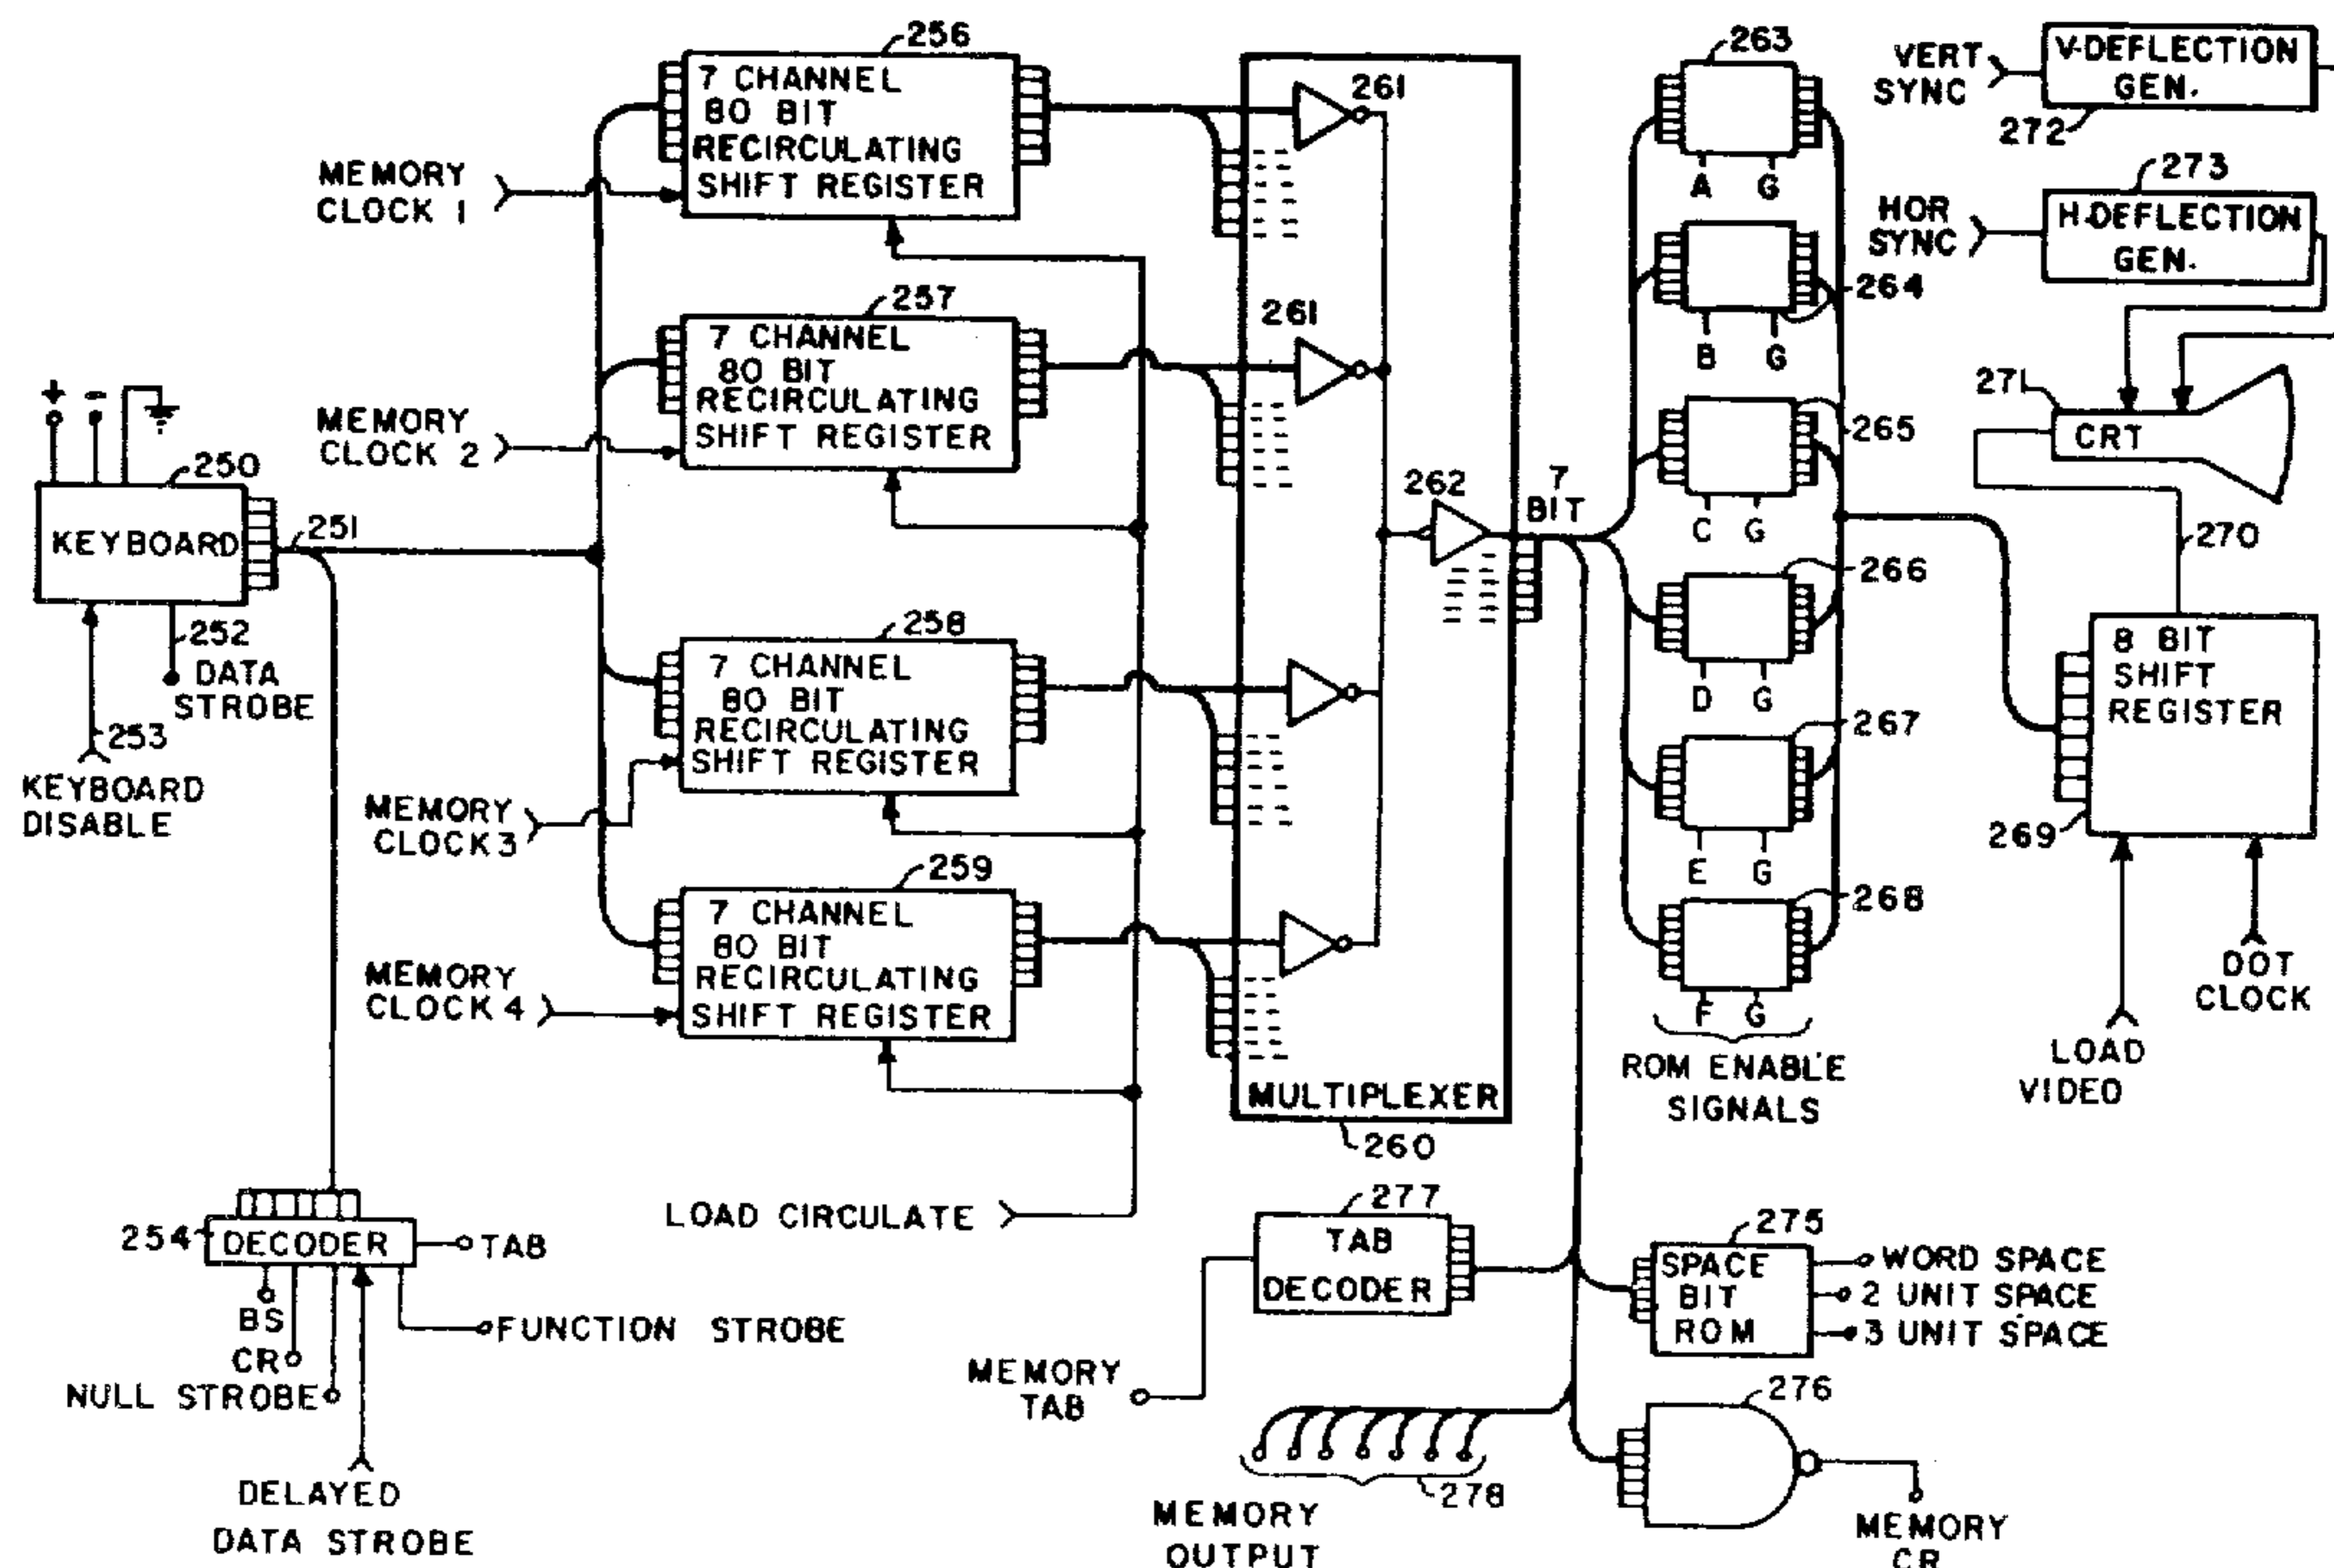 256
7 CHANNEL
80 BIT
RECIRCULATING
SHIFT REGISTER
MEMORY
CLOCK 1
257
7 CHANNEL
80 BIT
RECIRCULATING
SHIFT REGISTER
MEMORY
CLOCK 2
+
-
250
KEYBOARD
251
252
DATA
STROBE
253
KEYBOARD
DISABLE
258
7 CHANNEL
80 BIT
RECIRCULATING
SHIFT REGISTER
MEMORY
CLOCK 3
259
7 CHANNEL
80 BIT
RECIRCULATING
SHIFT REGISTER
MEMORY
CLOCK 4
LOAD CIRCULATE
254
DECODER
TAB
BS
CR
NULL STROBE
FUNCTION STROBE
DELAYED
DATA STROBE
261
261
262
7
BIT
MULTIPLEXER
260
263
A G
264
B G
265
C G
266
D G
267
E G
268
F G
ROM ENABLE
SIGNALS
VERT
SYNC
V-DEFLECTION
GEN.
272
273
HOR
SYNC
H-DEFLECTION
GEN.
271
CRT
270
8 BIT
SHIFT
REGISTER
269
LOAD
VIDEO
DOT
CLOCK
277
TAB
DECODER
MEMORY
TAB
275
SPACE
BIT
ROM
WORD SPACE
2 UNIT SPACE
3 UNIT SPACE
276
278
MEMORY
OUTPUT
MEMORY
CR